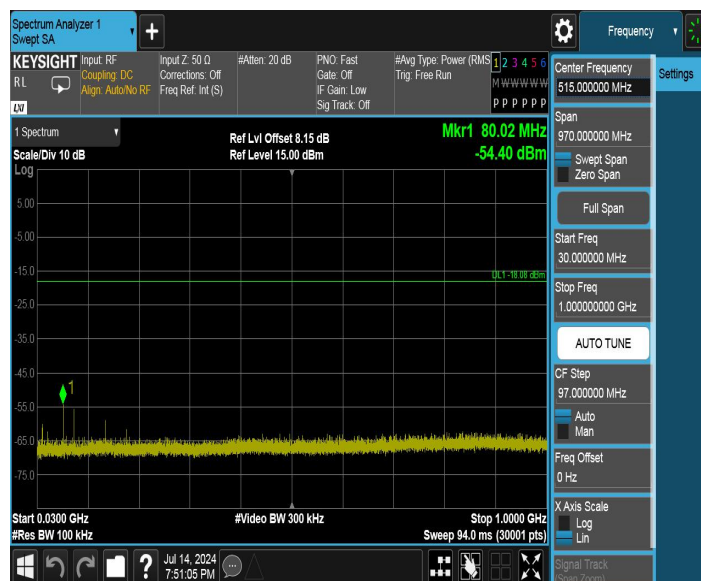 Spectrum Analyzer 1
Swept SA
+
Frequency
KEYSIGHT
RL
LXI
Input: RF
Coupling: DC
Align: Auto/No RF
Input Z: 50 Ω
Corrections: Off
Freq Ref: Int (S)
#Atten: 20 dB
PNO: Fast
Gate: Off
IF Gain: Low
Sig Track: Off
#Avg Type: Power (RMS
Trig: Free Run
1 2 3 4 5 6
M W W W W W
P P P P P P
1 Spectrum
Scale/Div 10 dB
Ref Lvl Offset 8.15 dB
Ref Level 15.00 dBm
Mkr1 80.02 MHz
-54.40 dBm
Log
5.00
-5.00
-15.0
DL1 -18.08 dBm
-25.0
-35.0
-45.0
1
-55.0
-65.0
-75.0
Start 0.0300 GHz
#Res BW 100 kHz
#Video BW 300 kHz
Stop 1.0000 GHz
Sweep 94.0 ms (30001 pts)
?
Jul 14, 2024
7:51:05 PM
Center Frequency
515.000000 MHz
Settings
Span
970.000000 MHz
Swept Span
Zero Span
Full Span
Start Freq
30.000000 MHz
Stop Freq
1.000000000 GHz
AUTO TUNE
CF Step
97.000000 MHz
Auto
Man
Freq Offset
0 Hz
X Axis Scale
Log
Lin
Signal Track
(Span Zoom)